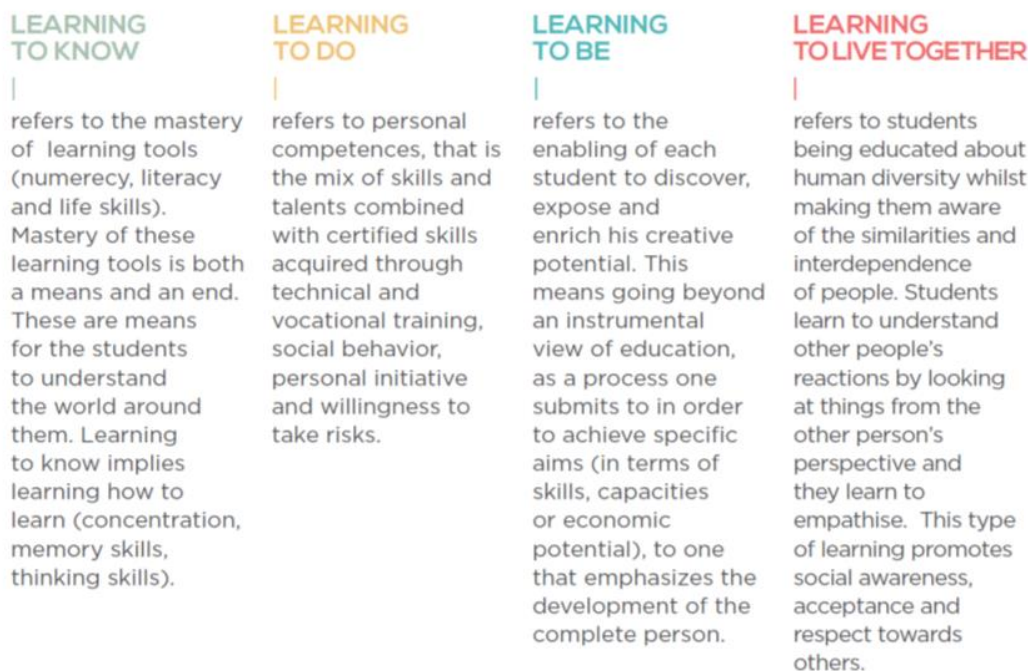 LEARNING
TO KNOW
|
refers to the mastery
of learning tools
(numerecy, literacy
and life skills).
Mastery of these
learning tools is both
a means and an end.
These are means
for the students
to understand
the world around
them. Learning
to know implies
learning how to
learn (concentration,
memory skills,
thinking skills).
LEARNING
TO DO
|
refers to personal
competences, that is
the mix of skills and
talents combined
with certified skills
acquired through
technical and
vocational training,
social behavior,
personal initiative
and willingness to
take risks.
LEARNING
TO BE
|
refers to the
enabling of each
student to discover,
expose and
enrich his creative
potential. This
means going beyond
an instrumental
view of education,
as a process one
submits to in order
to achieve specific
aims (in terms of
skills, capacities
or economic
potential), to one
that emphasizes the
development of the
complete person.
LEARNING
TO LIVE TOGETHER
|
refers to students
being educated about
human diversity whilst
making them aware
of the similarities and
interdependence
of people. Students
learn to understand
other people's
reactions by looking
at things from the
other person's
perspective and
they learn to
empathise. This type
of learning promotes
social awareness,
acceptance and
respect towards
others.